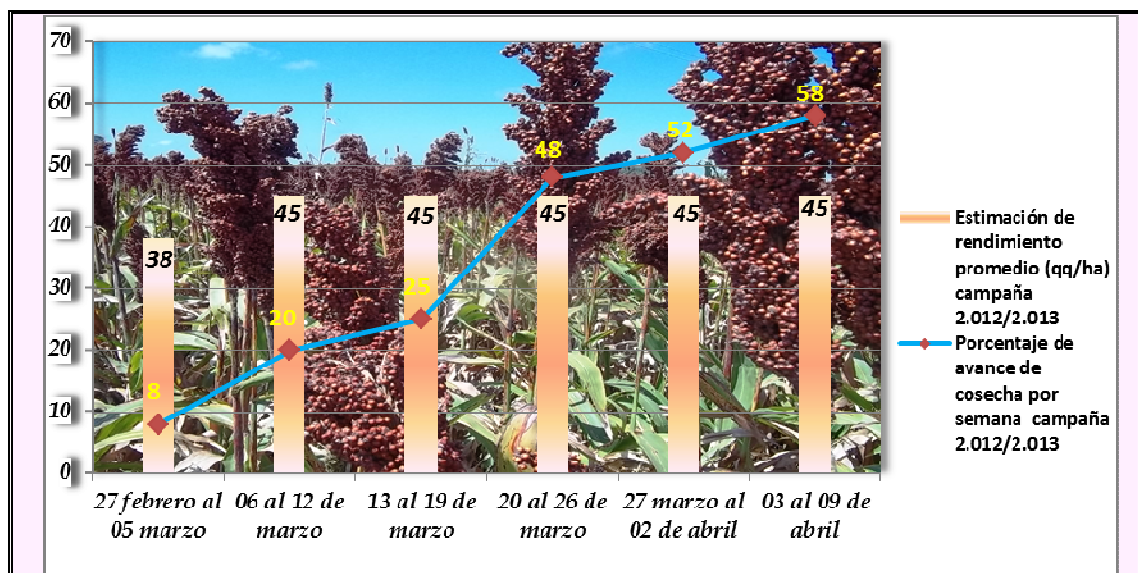 70
60
50
40
30
20
10
0
38
45
45
45
45
45
8
20
25
48
52
58
27 febrero al
05 marzo
06 al 12 de
marzo
13 al 19 de
marzo
20 al 26 de
marzo
27 marzo al
02 de abril
03 al 09 de
abril
Estimación de
rendimiento
promedio (qq/ha)
campaña
2.012/2.013
Porcentaje de
avance de
cosecha por
semana campaña
2.012/2.013